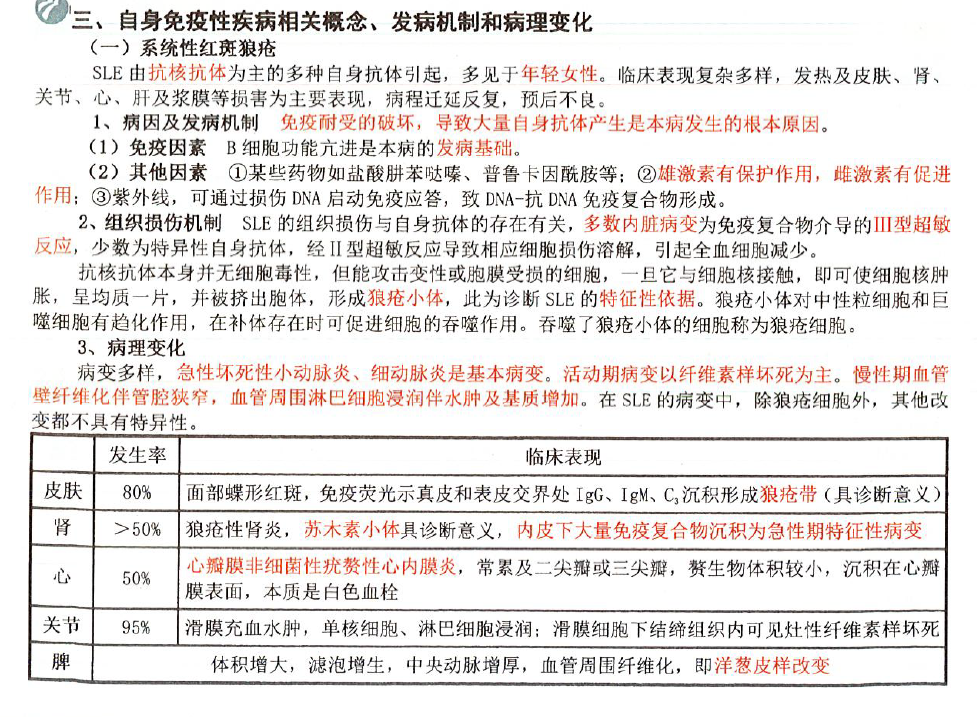 三、自身免疫性疾病相关概念、发病机制和病理变化
（一）系统性红斑狼疮
SLE 由抗核抗体为主的多种自身抗体引起，多见于年轻女性。临床表现复杂多样，发热及皮肤、肾、
关节、心、肝及浆膜等损害为主要表现，病程迁延反复，预后不良。
1、病因及发病机制 免疫耐受的破坏，导致大量自身抗体产生是本病发生的根本原因。
（1）免疫因素 B 细胞功能亢进是本病的发病基础。
（2）其他因素 ①某些药物如盐酸肼苯哒嗪、普鲁卡因酰胺等；②雄激素有保护作用，雌激素有促进
作用；③紫外线，可通过损伤 DNA 启动免疫应答，致 DNA-抗 DNA 免疫复合物形成。
2、组织损伤机制 SLE 的组织损伤与自身抗体的存在有关，多数内脏病变为免疫复合物介导的Ⅲ型超敏
反应，少数为特异性自身抗体，经Ⅱ型超敏反应导致相应细胞损伤溶解，引起全血细胞减少。
抗核抗体本身并无细胞毒性，但能攻击变性或胞膜受损的细胞，一旦它与细胞核接触，即可使细胞核肿
胀，呈均质一片，并被挤出胞体，形成狼疮小体，此为诊断 SLE 的特征性依据。狼疮小体对中性粒细胞和巨
噬细胞有趋化作用，在补体存在时可促进细胞的吞噬作用。吞噬了狼疮小体的细胞称为狼疮细胞。
3、病理变化
病变多样，急性坏死性小动脉炎、细动脉炎是基本病变。活动期病变以纤维素样坏死为主。慢性期血管
壁纤维化伴管腔狭窄，血管周围淋巴细胞浸润伴水肿及基质增加。在 SLE 的病变中，除狼疮细胞外，其他改
变都不具有特异性。
发生率 临床表现
皮肤 80% 面部蝶形红斑，免疫荧光示真皮和表皮交界处 IgG、IgM、C₃沉积形成狼疮带（具诊断意义）
肾 ＞50% 狼疮性肾炎，苏木素小体具诊断意义，内皮下大量免疫复合物沉积为急性期特征性病变
心 50% 心瓣膜非细菌性疣赘性心内膜炎，常累及二尖瓣或三尖瓣，赘生物体积较小，沉积在心瓣
膜表面，本质是白色血栓
关节 95% 滑膜充血水肿，单核细胞、淋巴细胞浸润；滑膜细胞下结缔组织内可见灶性纤维素样坏死
脾 体积增大，滤泡增生，中央动脉增厚，血管周围纤维化，即洋葱皮样改变